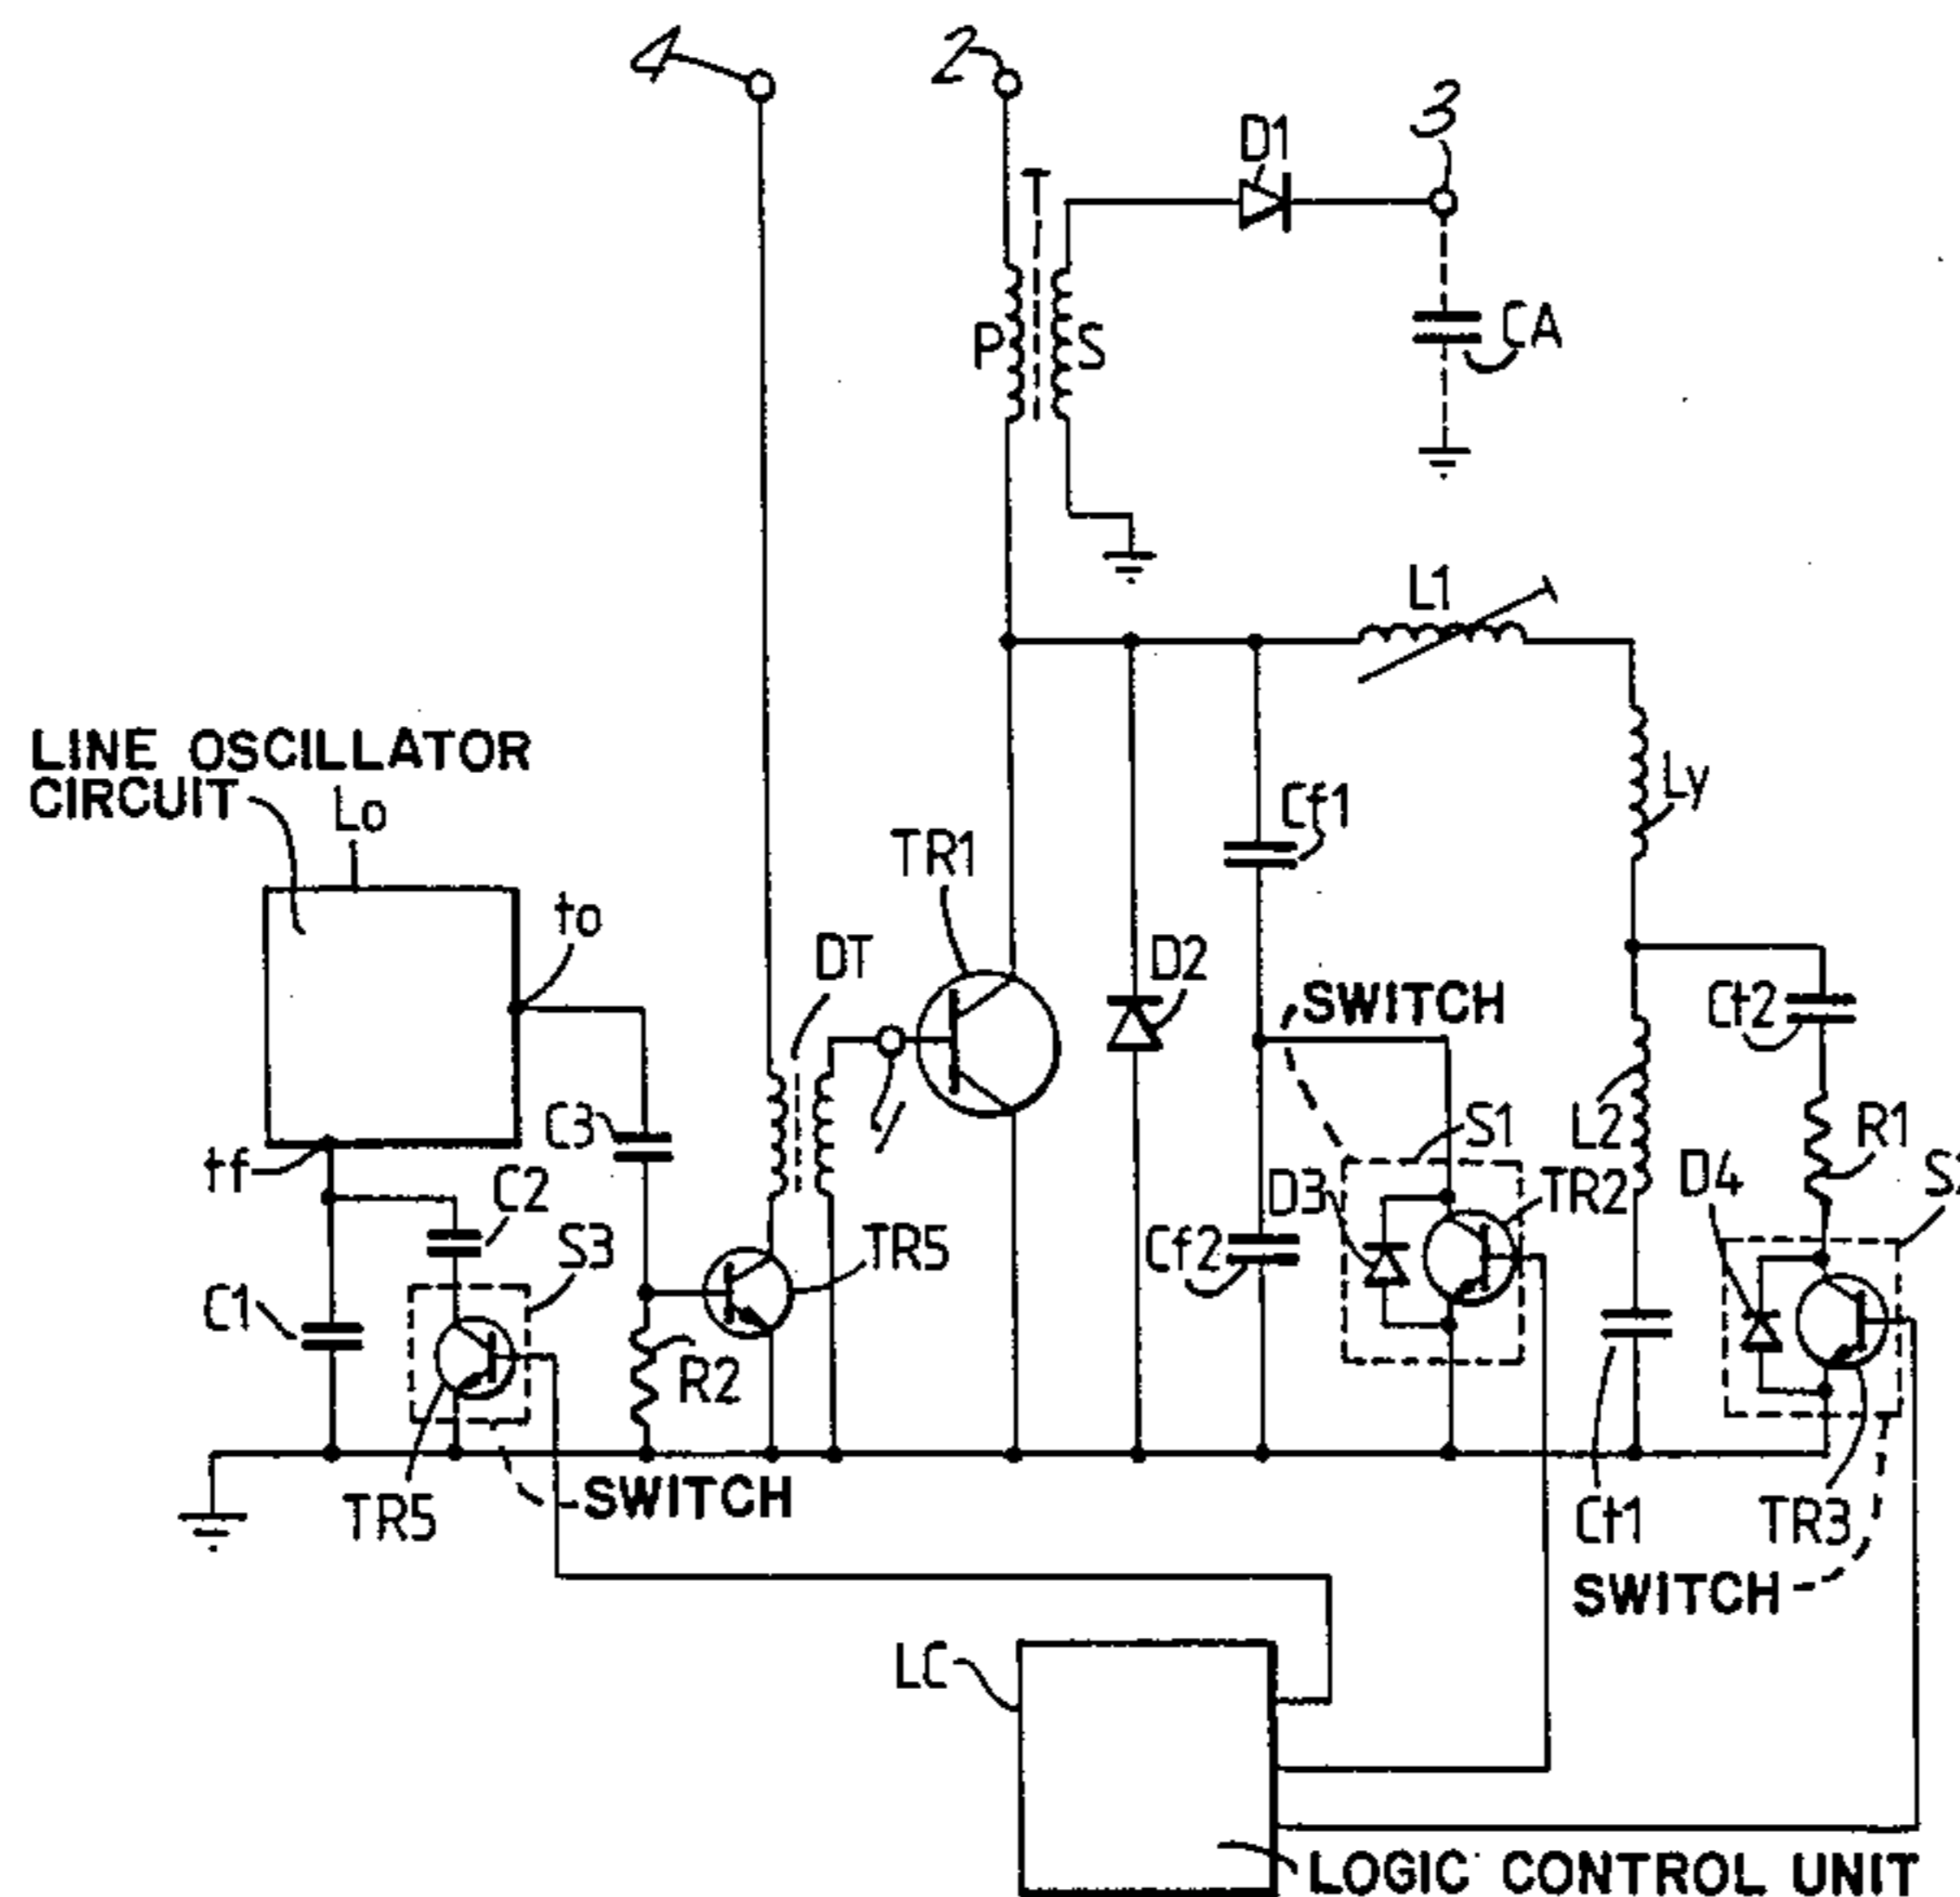 4
2
3
D1
T
P
S
CA
L1
LINE OSCILLATOR
CIRCUIT
Lo
Ly
Cf1
TR1
to
DT
D2
SWITCH
Ct2
C3
tf
1
S1
L2
R1
C2
D3
TR2
D4
S2
S3
TR5
Cf2
C1
R2
TR5
SWITCH
Ct1
TR3
SWITCH
LC
LOGIC CONTROL UNIT